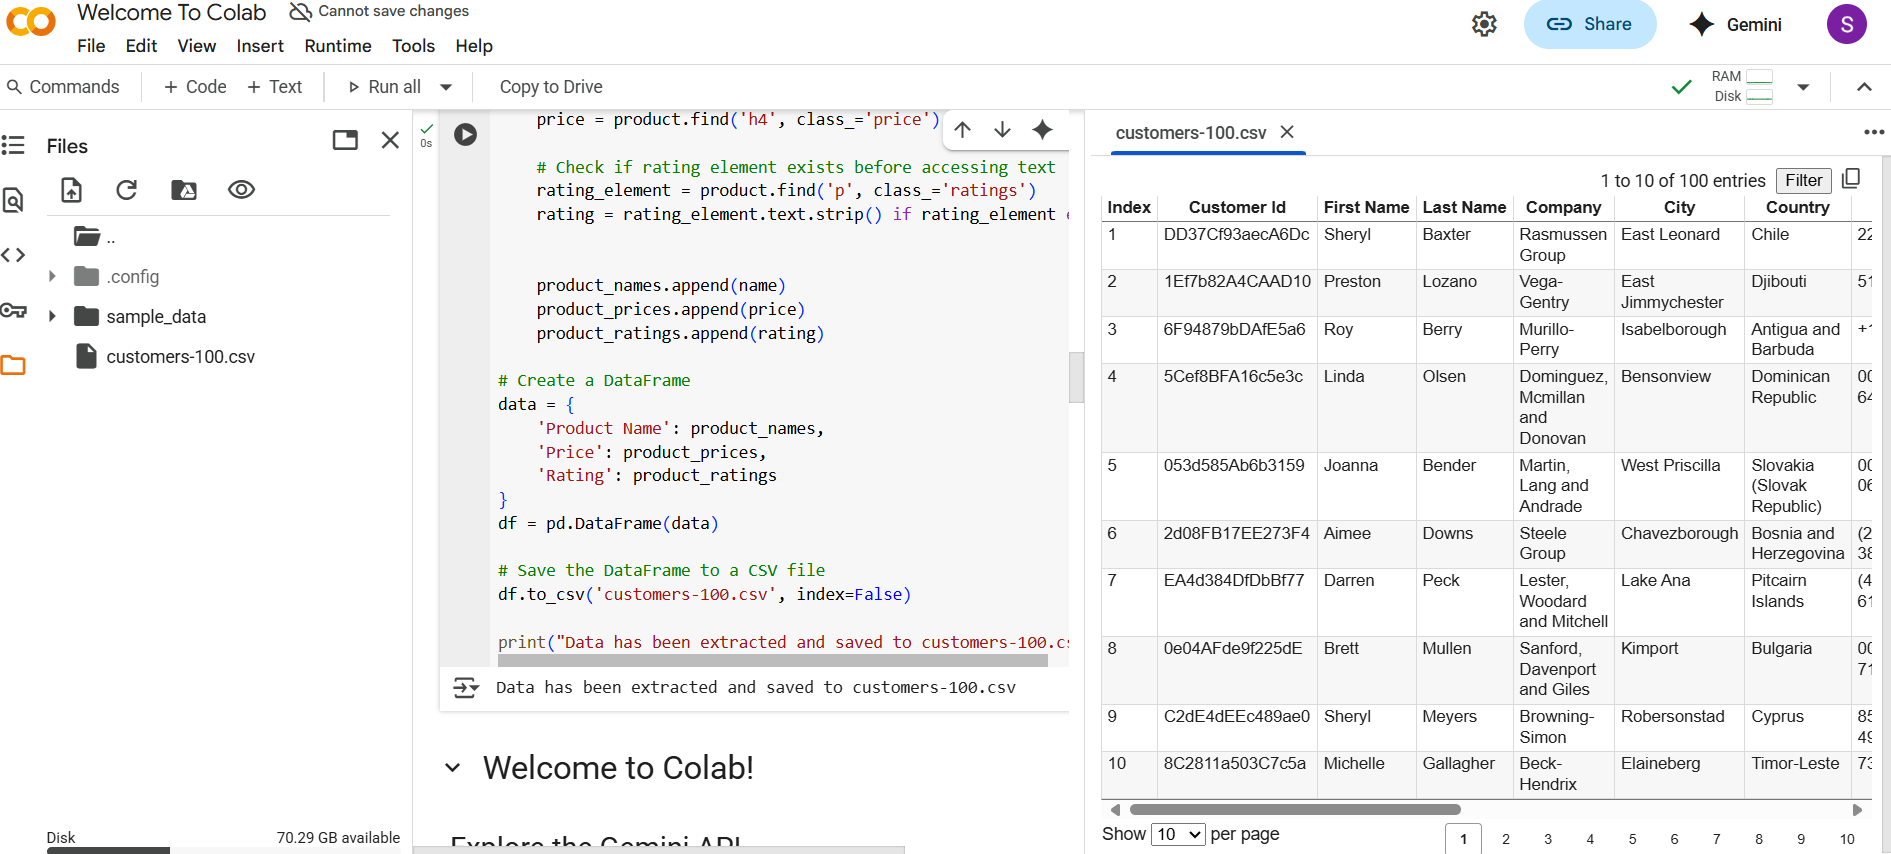 Welcome To Colab
Cannot save changes
File Edit View Insert Runtime Tools Help
Share
Gemini
S
Commands
+ Code + Text
Run all
Copy to Drive
RAM
Disk
Files
..
.config
sample_data
customers-100.csv
Disk 70.29 GB available
0s
price = product.find('h4', class_='price')
# Check if rating element exists before accessing text
rating_element = product.find('p', class_='ratings')
rating = rating_element.text.strip() if rating_element
product_names.append(name)
product_prices.append(price)
product_ratings.append(rating)
# Create a DataFrame
data = {
'Product Name': product_names,
'Price': product_prices,
'Rating': product_ratings
}
df = pd.DataFrame(data)
# Save the DataFrame to a CSV file
df.to_csv('customers-100.csv', index=False)
print("Data has been extracted and saved to customers-100.cs
Data has been extracted and saved to customers-100.csv
Welcome to Colab!
Explore the Gemini API
customers-100.csv
1 to 10 of 100 entries Filter
Index Customer Id First Name Last Name Company City Country
1 DD37Cf93aecA6Dc Sheryl Baxter Rasmussen East Leonard Chile 22
Group
2 1Ef7b82A4CAAD10 Preston Lozano Vega- East Djibouti 51
Gentry Jimmychester
3 6F94879bDAfE5a6 Roy Berry Murillo- Isabelborough Antigua and +1
Perry Barbuda
4 5Cef8BFA16c5e3c Linda Olsen Dominguez, Bensonview Dominican 00
Mcmillan Republic 64
and
Donovan
5 053d585Ab6b3159 Joanna Bender Martin, West Priscilla Slovakia 00
Lang and (Slovak 06
Andrade Republic)
6 2d08FB17EE273F4 Aimee Downs Steele Chavezborough Bosnia and (2
Group Herzegovina 38
7 EA4d384DfDbBf77 Darren Peck Lester, Lake Ana Pitcairn (4
Woodard Islands 61
and Mitchell
8 0e04AFde9f225dE Brett Mullen Sanford, Kimport Bulgaria 00
Davenport 71
and Giles
9 C2dE4dEEc489ae0 Sheryl Meyers Browning- Robersonstad Cyprus 85
Simon 49
10 8C2811a503C7c5a Michelle Gallagher Beck- Elaineberg Timor-Leste 73
Hendrix
Show 10 per page
1 2 3 4 5 6 7 8 9 10